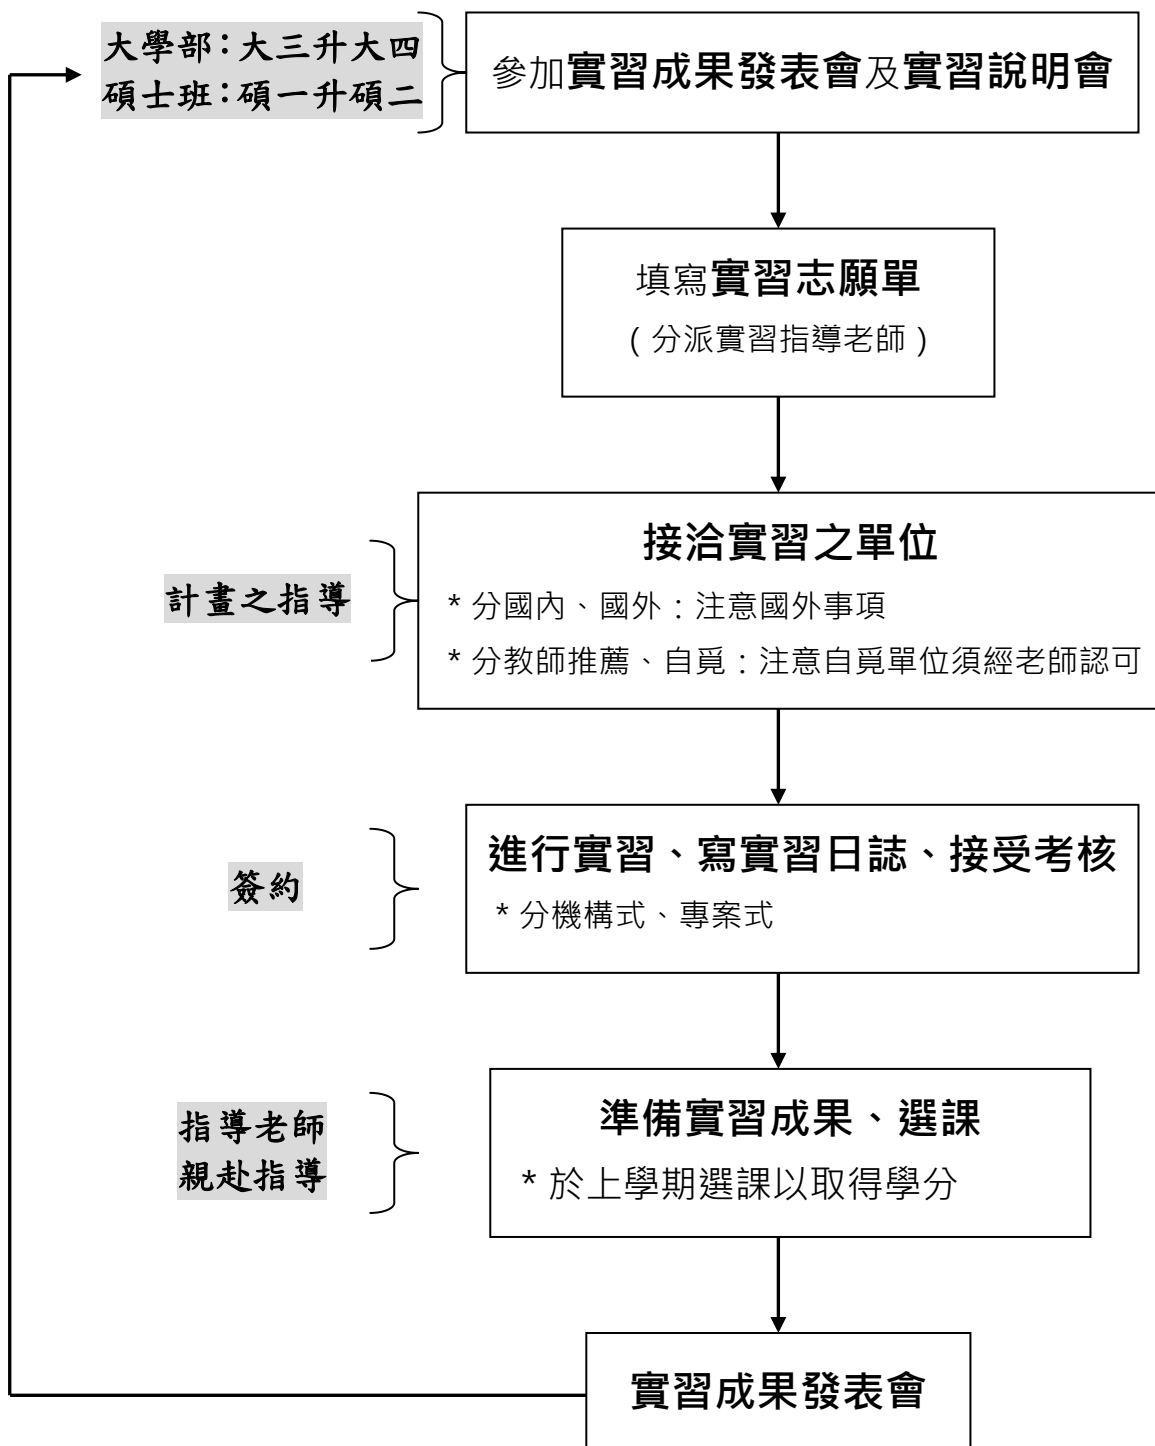 大學部：大三升大四
碩士班：碩一升碩二
參加實習成果發表會及實習說明會
填寫實習志願單
（分派實習指導老師）
計畫之指導
接洽實習之單位
* 分國內、國外：注意國外事項
* 分教師推薦、自覓：注意自覓單位須經老師認可
簽約
進行實習、寫實習日誌、接受考核
* 分機構式、專案式
指導老師
親赴指導
準備實習成果、選課
* 於上學期選課以取得學分
實習成果發表會